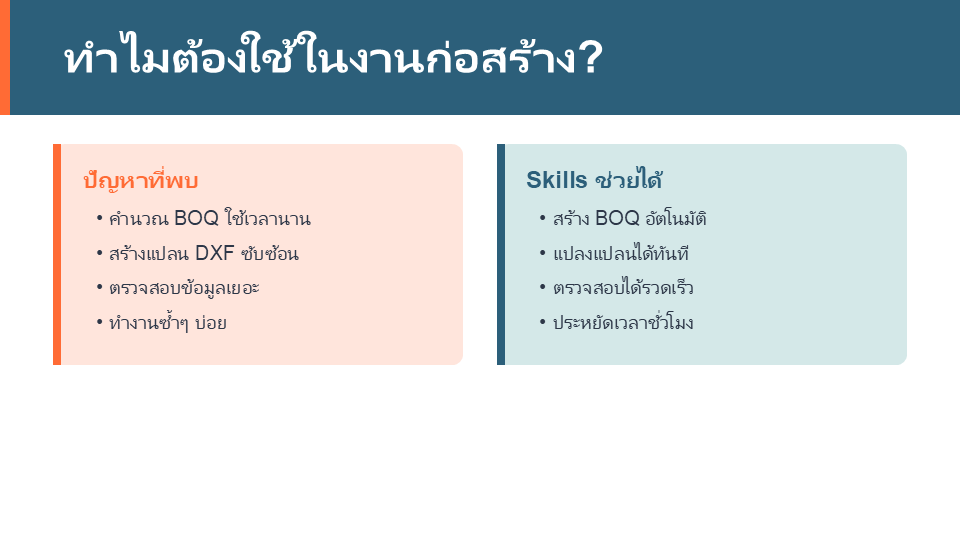 ทำไมต้องใช้ในงานก่อสร้าง?
ปัญหาที่พบ
• คำนวณ BOQ ใช้เวลานาน
• สร้างแปลน DXF ซับซ้อน
• ตรวจสอบข้อมูลเยอะ
• ทำงานซ้ำๆ บ่อย
Skills ช่วยได้
• สร้าง BOQ อัตโนมัติ
• แปลงแปลนได้ทันที
• ตรวจสอบได้รวดเร็ว
• ประหยัดเวลาชั่วโมง